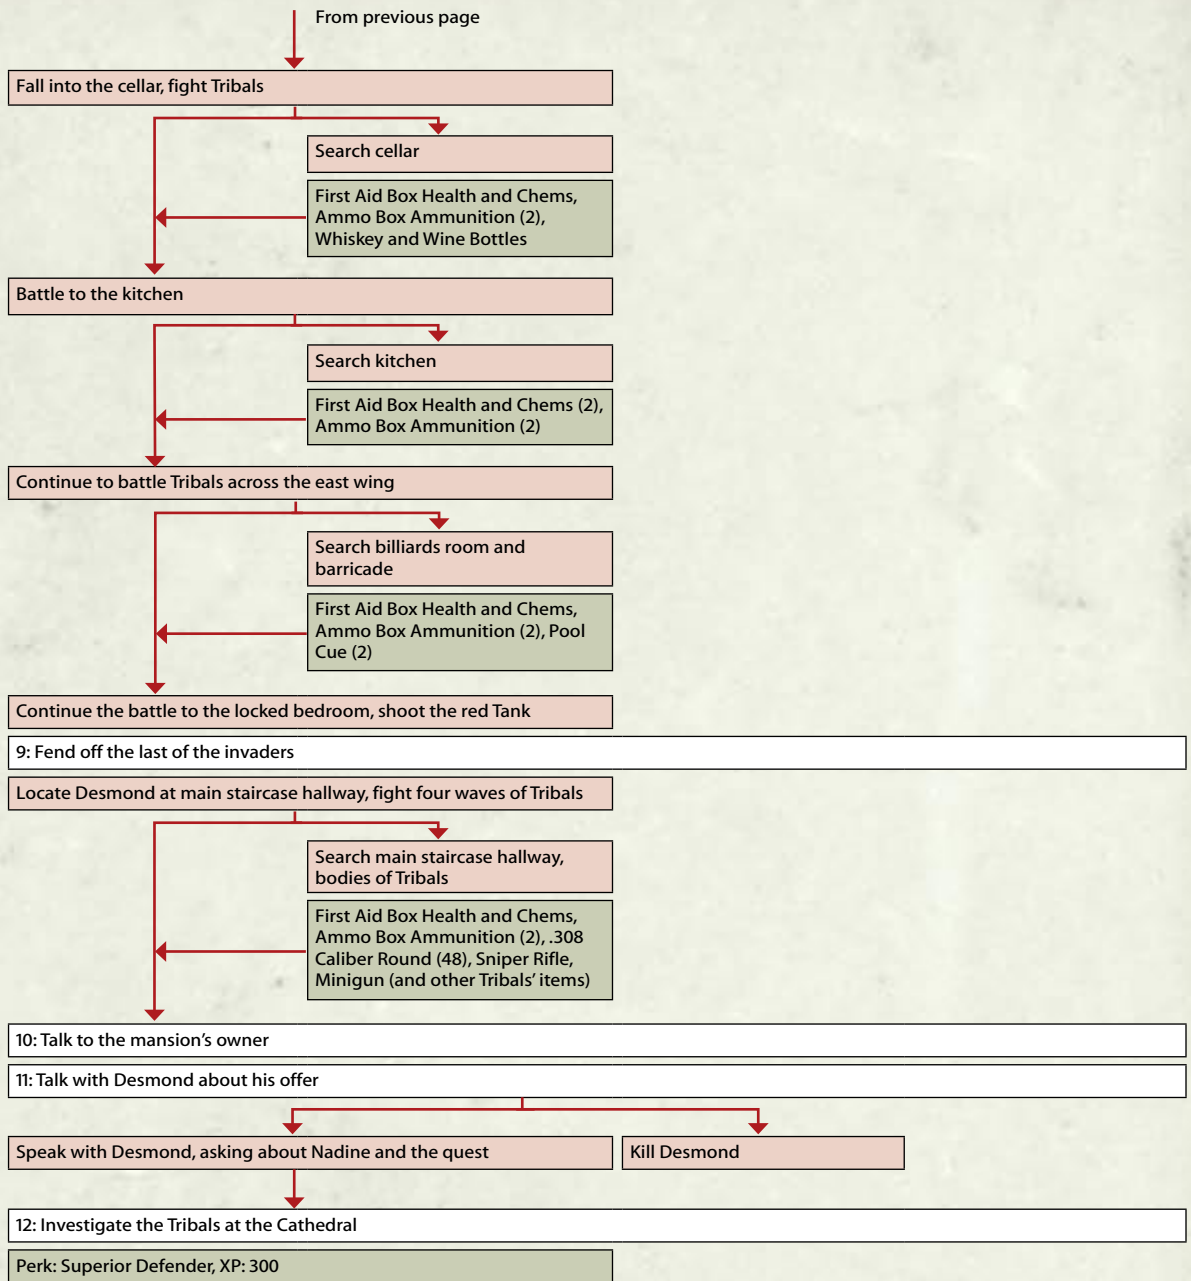 From previous page
Fall into the cellar, fight Tribals
Search cellar
First Aid Box Health and Chems,
Ammo Box Ammunition (2),
Whiskey and Wine Bottles
Battle to the kitchen
Search kitchen
First Aid Box Health and Chems (2),
Ammo Box Ammunition (2)
Continue to battle Tribals across the east wing
Search billiards room and
barricade
First Aid Box Health and Chems,
Ammo Box Ammunition (2), Pool
Cue (2)
Continue the battle to the locked bedroom, shoot the red Tank
9: Fend off the last of the invaders
Locate Desmond at main staircase hallway, fight four waves of Tribals
Search main staircase hallway,
bodies of Tribals
First Aid Box Health and Chems,
Ammo Box Ammunition (2), .308
Caliber Round (48), Sniper Rifle,
Minigun (and other Tribals’ items)
10: Talk to the mansion’s owner
11: Talk with Desmond about his offer
Speak with Desmond, asking about Nadine and the quest
Kill Desmond
12: Investigate the Tribals at the Cathedral
Perk: Superior Defender, XP: 300